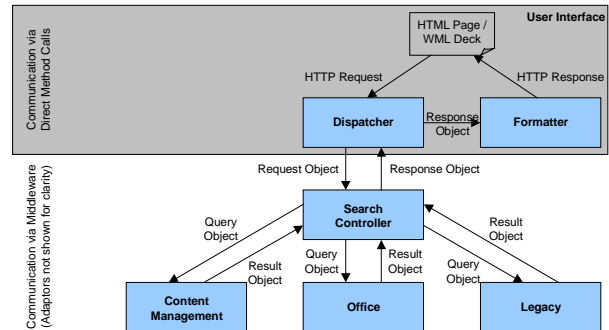 User Interface
HTML Page /
WML Deck
Communication via
Direct Method Calls
HTTP Request
HTTP Response
Dispatcher
Response
Object
Formatter
Request Object
Response Object
Communication via Middleware
(Adaptors not shown for clarity)
Search
Controller
Query
Object
Result
Object
Query
Object
Result
Object
Query
Object
Result
Object
Content
Management
Office
Legacy